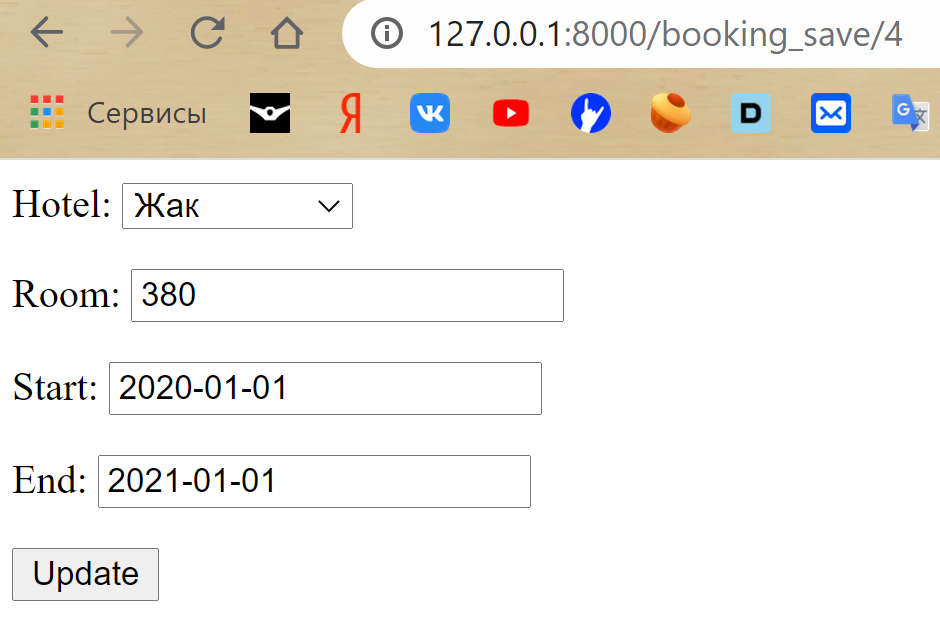 127.0.0.1:8000/booking_save/4
Сервисы Я D G
Hotel: Жак
Room: 380
Start: 2020-01-01
End: 2021-01-01
Update